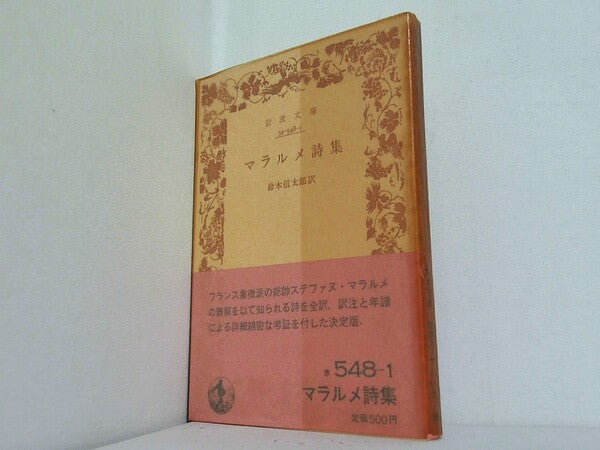 岩波文庫
32-548-1
マラルメ詩集
鈴木信太郎訳
フランス象徴派の総帥ステファヌ・マラルメ
の難解を以て知られる詩を全訳，訳注と年譜
による詳細綿密な考証を付した決定版．
赤 548-1
マラルメ詩集
定価500円